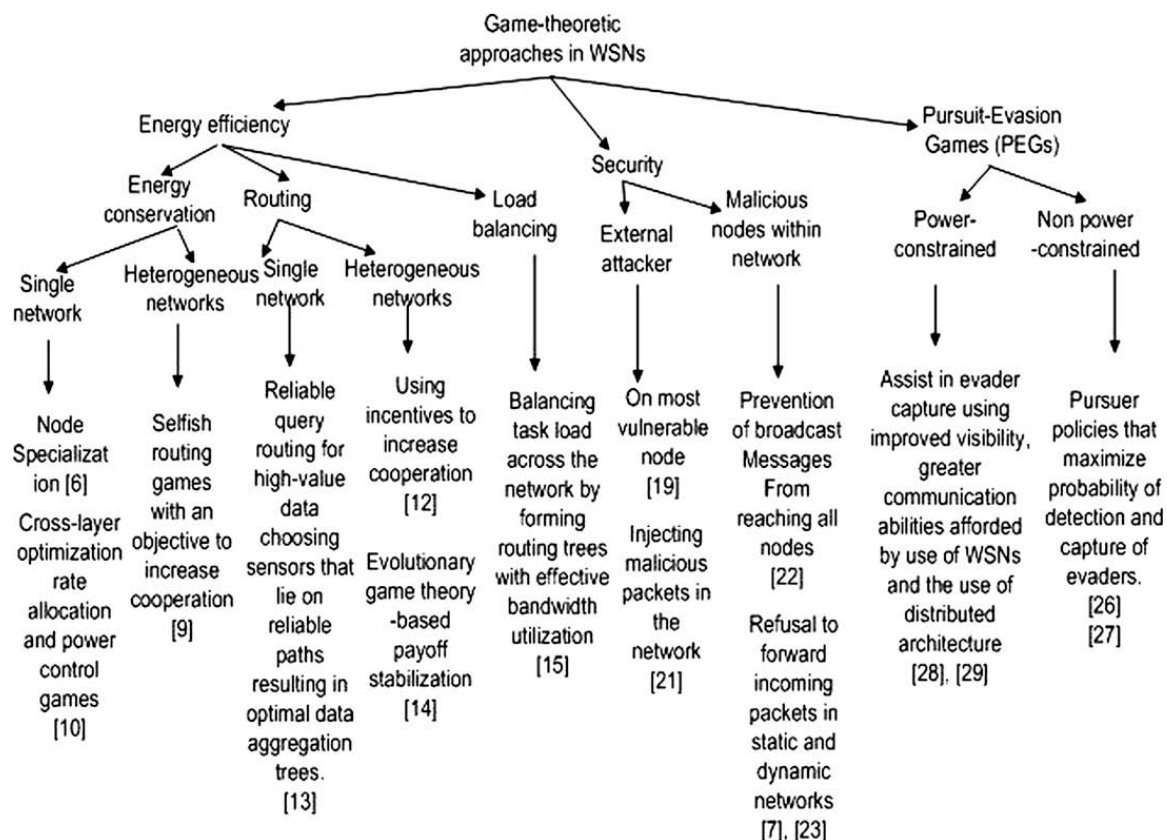 Game-theoretic
approaches in WSNs
Energy efficiency
Security
Pursuit-Evasion
Games (PEGs)
Energy
conservation
Routing
Load
balancing
External
attacker
Malicious
nodes within
network
Power-
constrained
Non power
-constrained
Single
network
Heterogeneous
networks
Single
network
Heterogeneous
networks
Node
Specializat
ion [6]
Cross-layer
optimization
rate
allocation
and power
control
games
[10]
Selfish
routing
games
with an
objective to
increase
cooperation
[9]
Reliable
query
routing for
high-value
data
choosing
sensors that
lie on
reliable
paths
resulting in
optimal data
aggregation
trees.
[13]
Using
incentives to
increase
cooperation
[12]
Evolutionary
game theory
-based
payoff
stabilization
[14]
Balancing
task load
across the
network by
forming
routing trees
with effective
bandwidth
utilization
[15]
On most
vulnerable
node
[19]
Injecting
malicious
packets in
the
network
[21]
Prevention
of broadcast
Messages
From
reaching all
nodes
[22]
Refusal to
forward
incoming
packets in
static and
dynamic
networks
[7], [23]
Assist in evader
capture using
improved visibility,
greater
communication
abilities afforded
by use of WSNs
and the use of
distributed
architecture
[28], [29]
Pursuer
policies that
maximize
probability of
detection and
capture of
evaders.
[26]
[27]